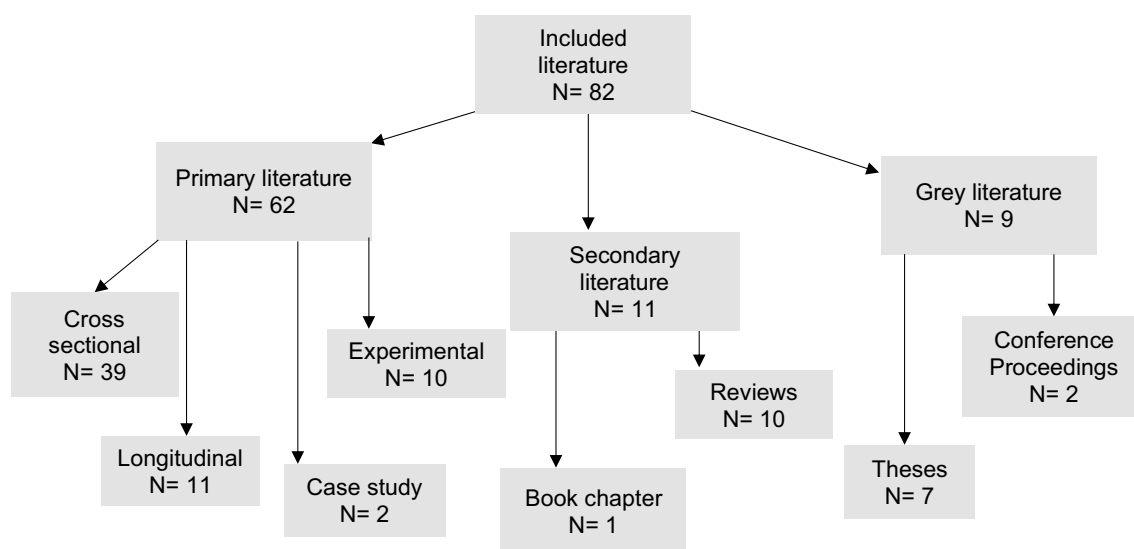 Included
literature
N= 82
Primary literature
N= 62
Grey literature
N= 9
Secondary
literature
N= 11
Cross
sectional
N= 39
Experimental
N= 10
Conference
Proceedings
N= 2
Reviews
N= 10
Longitudinal
N= 11
Case study
N= 2
Book chapter
N= 1
Theses
N= 7